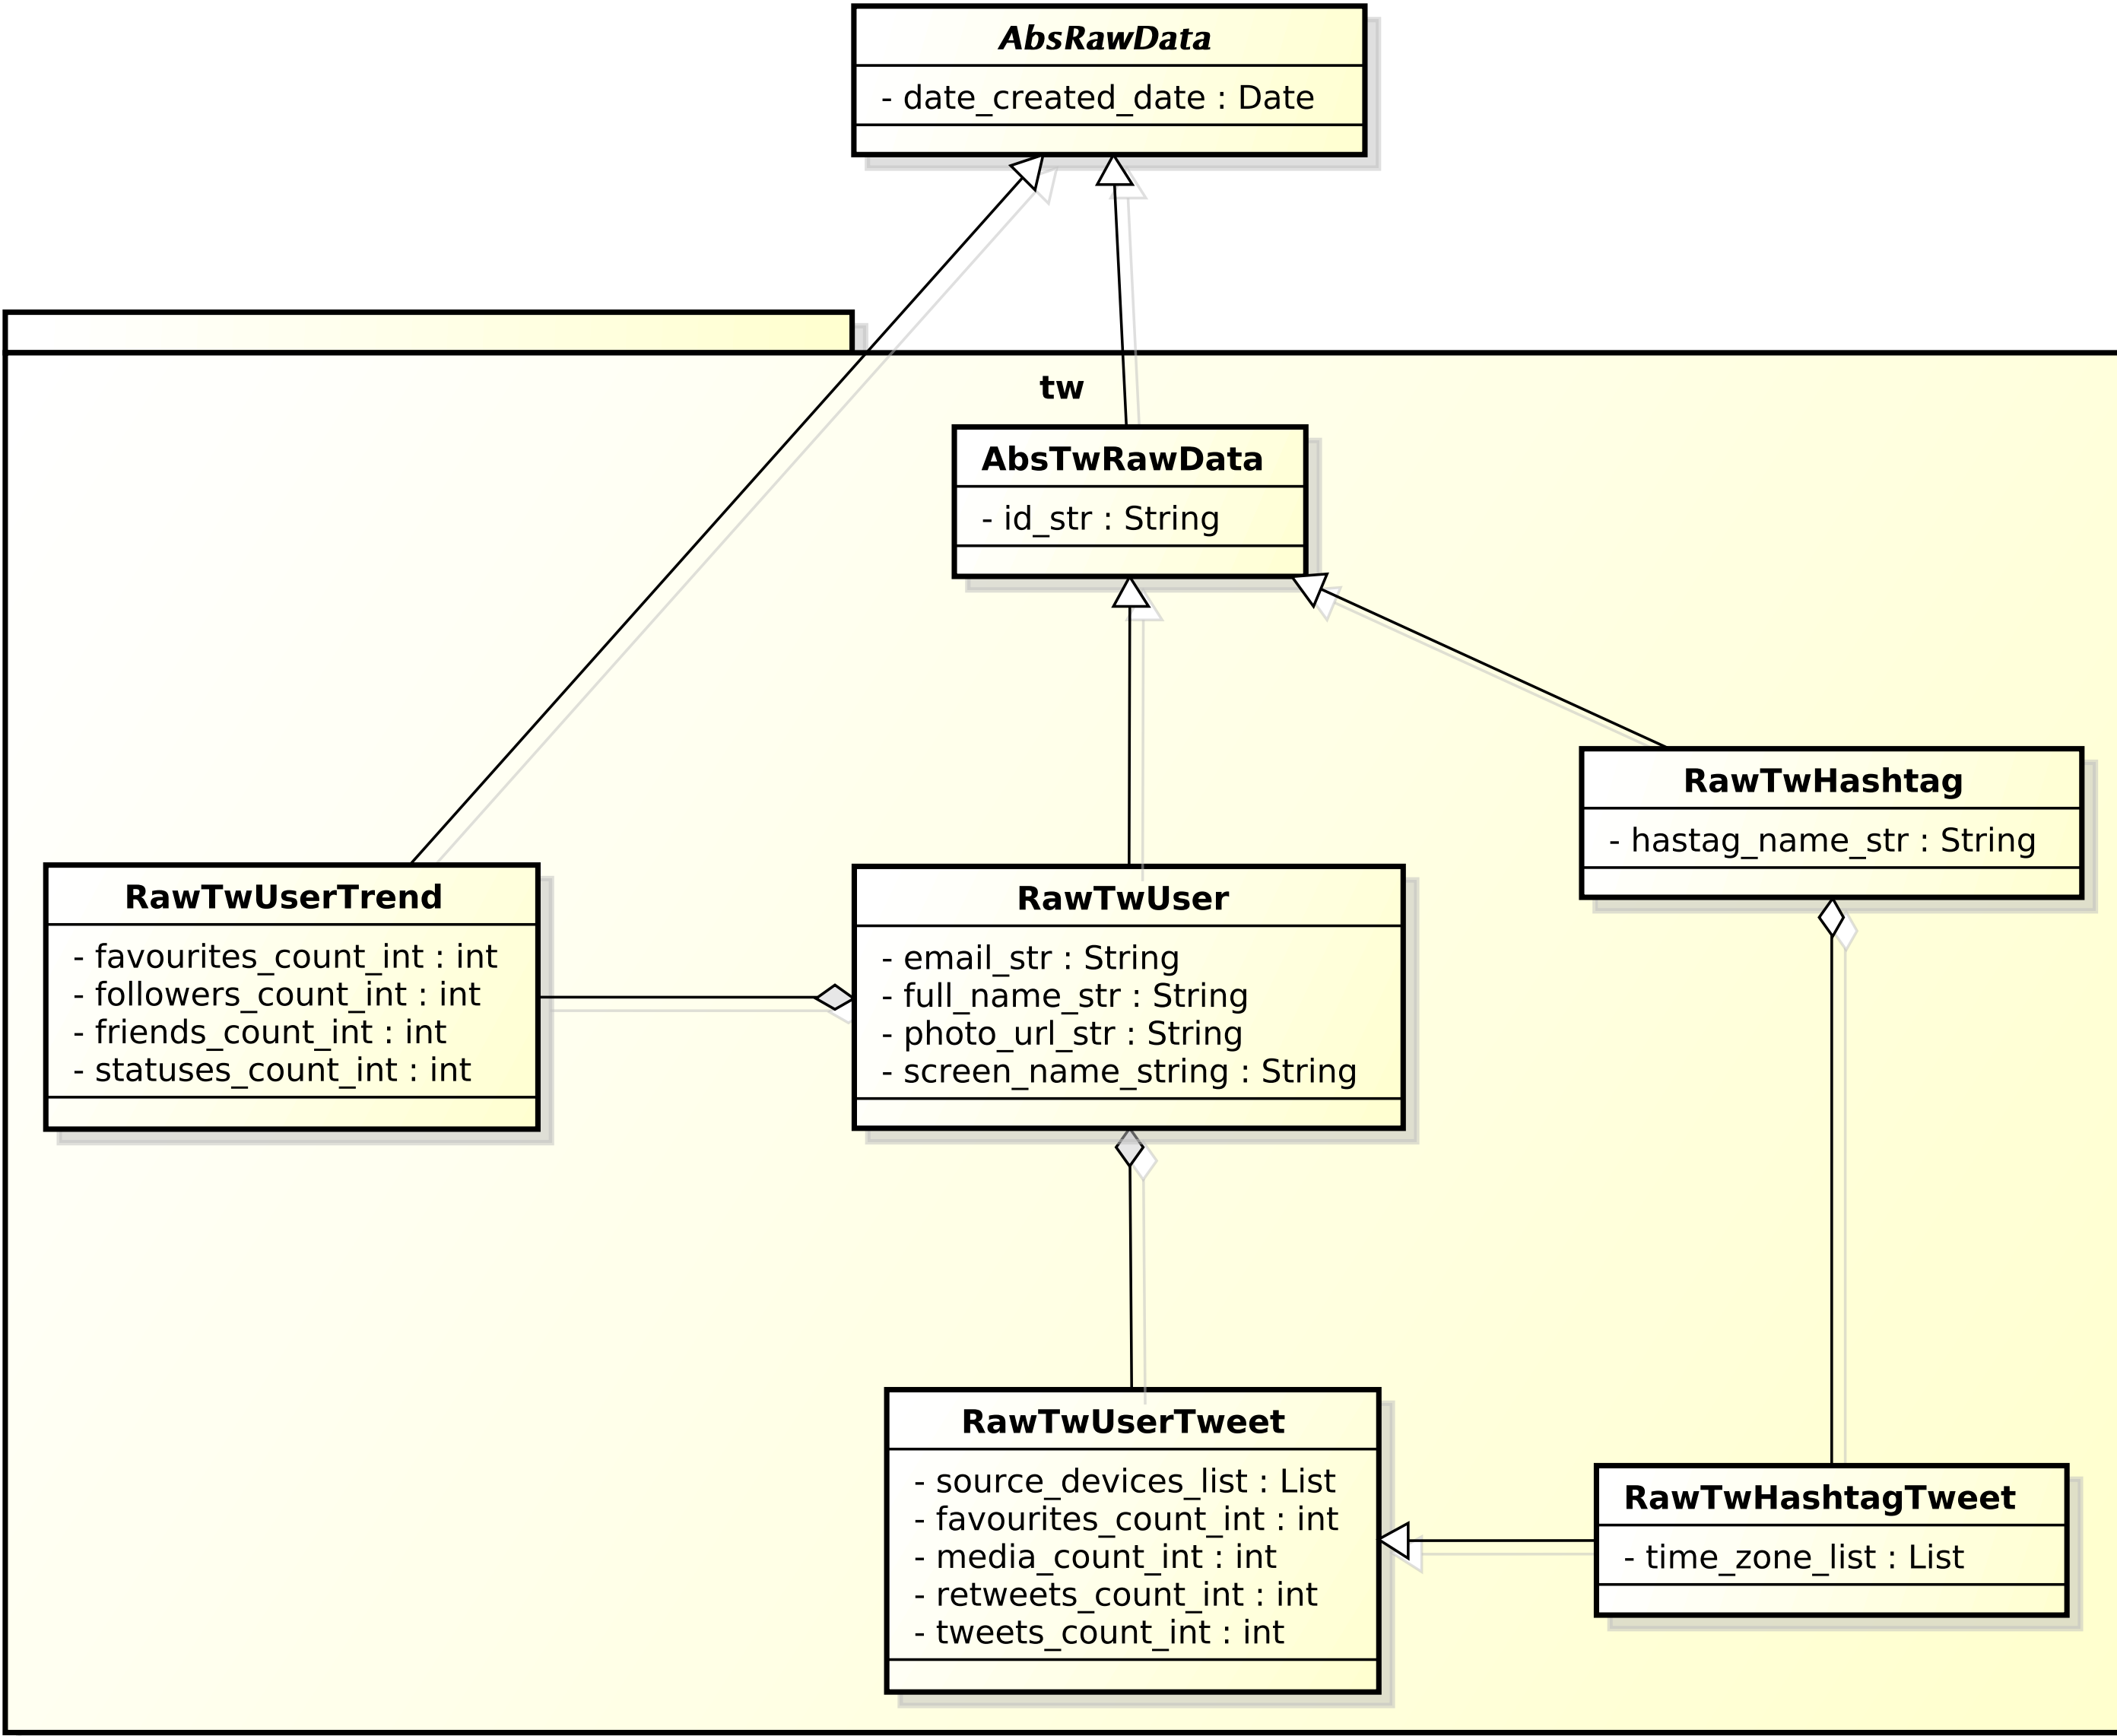 AbsRawData
- date_created_date : Date
tw
AbsTwRawData
- id_str : String
RawTwHashtag
- hastag_name_str : String
RawTwUserTrend
- favourites_count_int : int
- followers_count_int : int
- friends_count_int : int
- statuses_count_int : int
RawTwUser
- email_str : String
- full_name_str : String
- photo_url_str : String
- screen_name_string : String
RawTwUserTweet
- source_devices_list : List
- favourites_count_int : int
- media_count_int : int
- retweets_count_int : int
- tweets_count_int : int
RawTwHashtagTweet
- time_zone_list : List